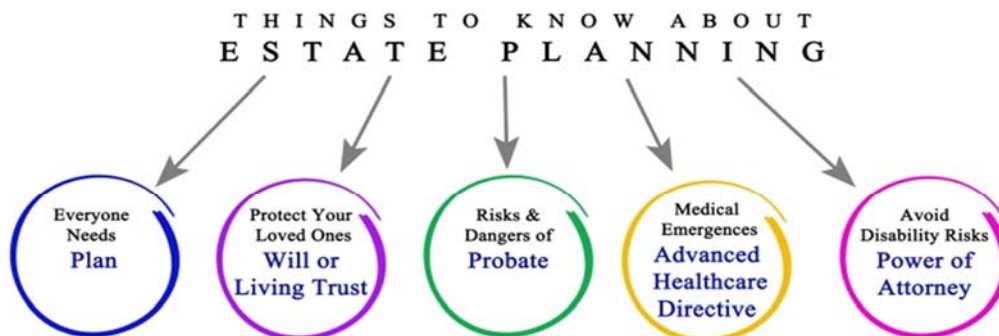 THINGS TO KNOW ABOUT
ESTATE PLANNING
Everyone
Needs
Plan
Protect Your
Loved Ones
Will or
Living Trust
Risks &
Dangers of
Probate
Medical
Emergences
Advanced
Healthcare
Directive
Avoid
Disability Risks
Power of
Attorney